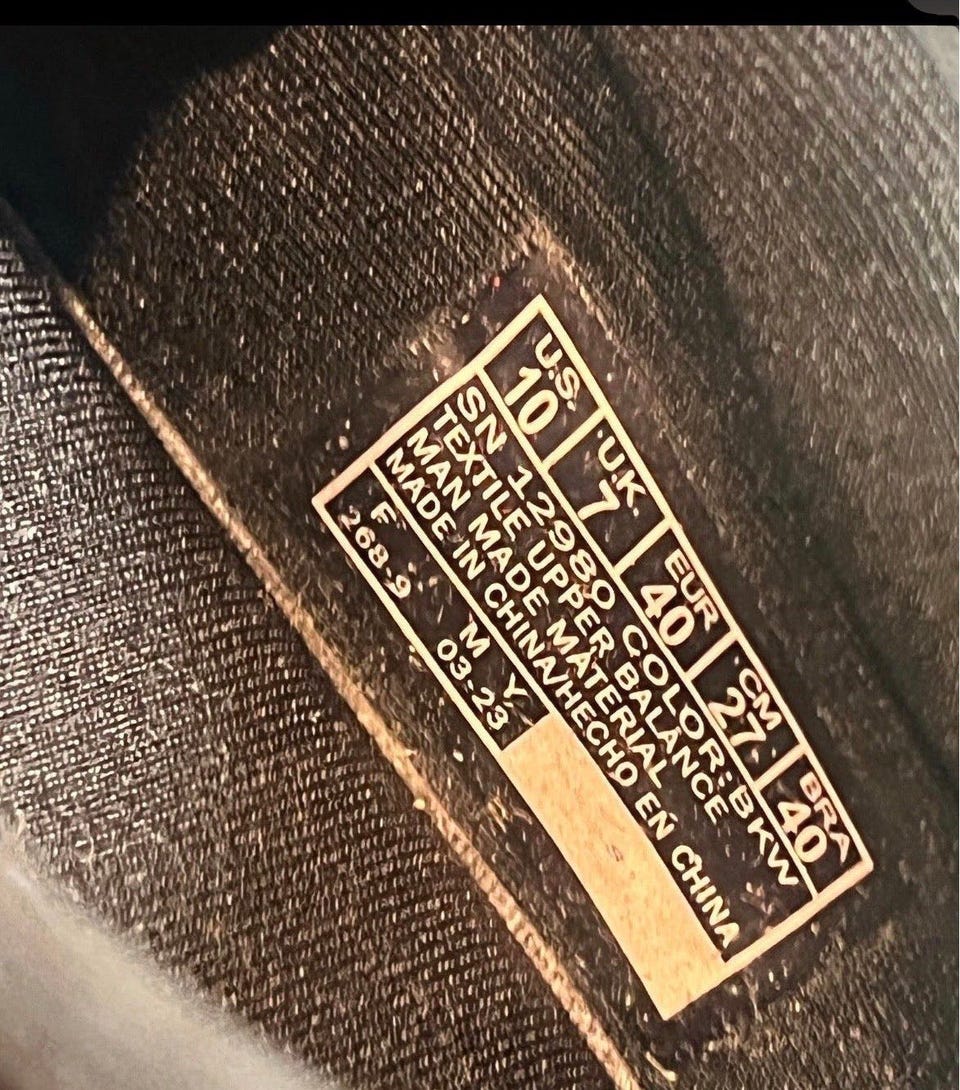 U.S. UK. EUR CM BRA
10 7 40 27 40
SN: 12980 COLOR:BKW
TEXTILE UPPER BALANCE
MAN MADE MATERIAL
MADE IN CHINA/HECHO EN CHINA
F M Y
268.9 03.23